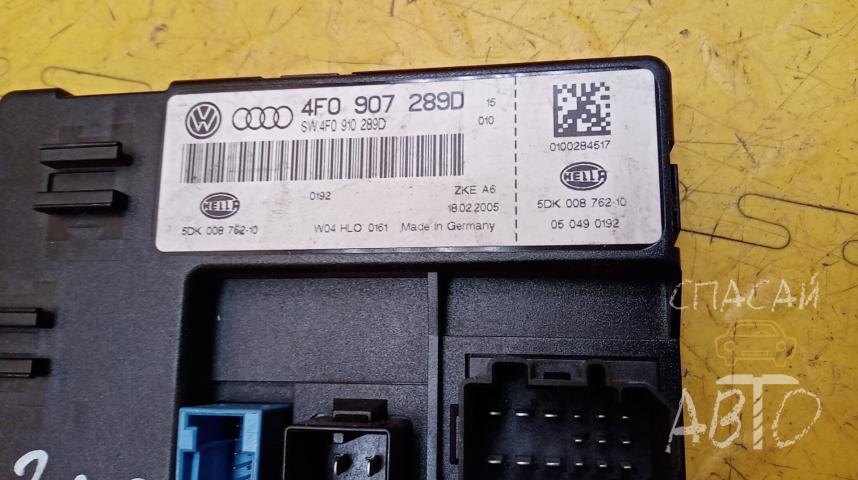 4F0 907 289D 15
SW 4F0 910 289D 010
0192 ZKE A6
18.02.2005
HELLA
5DK 008 762-10 W04 HLO 0161 Made in Germany
0100284517
HELLA
5DK 008 762-10
05 049 0192
СПАСАЙ
АВТО